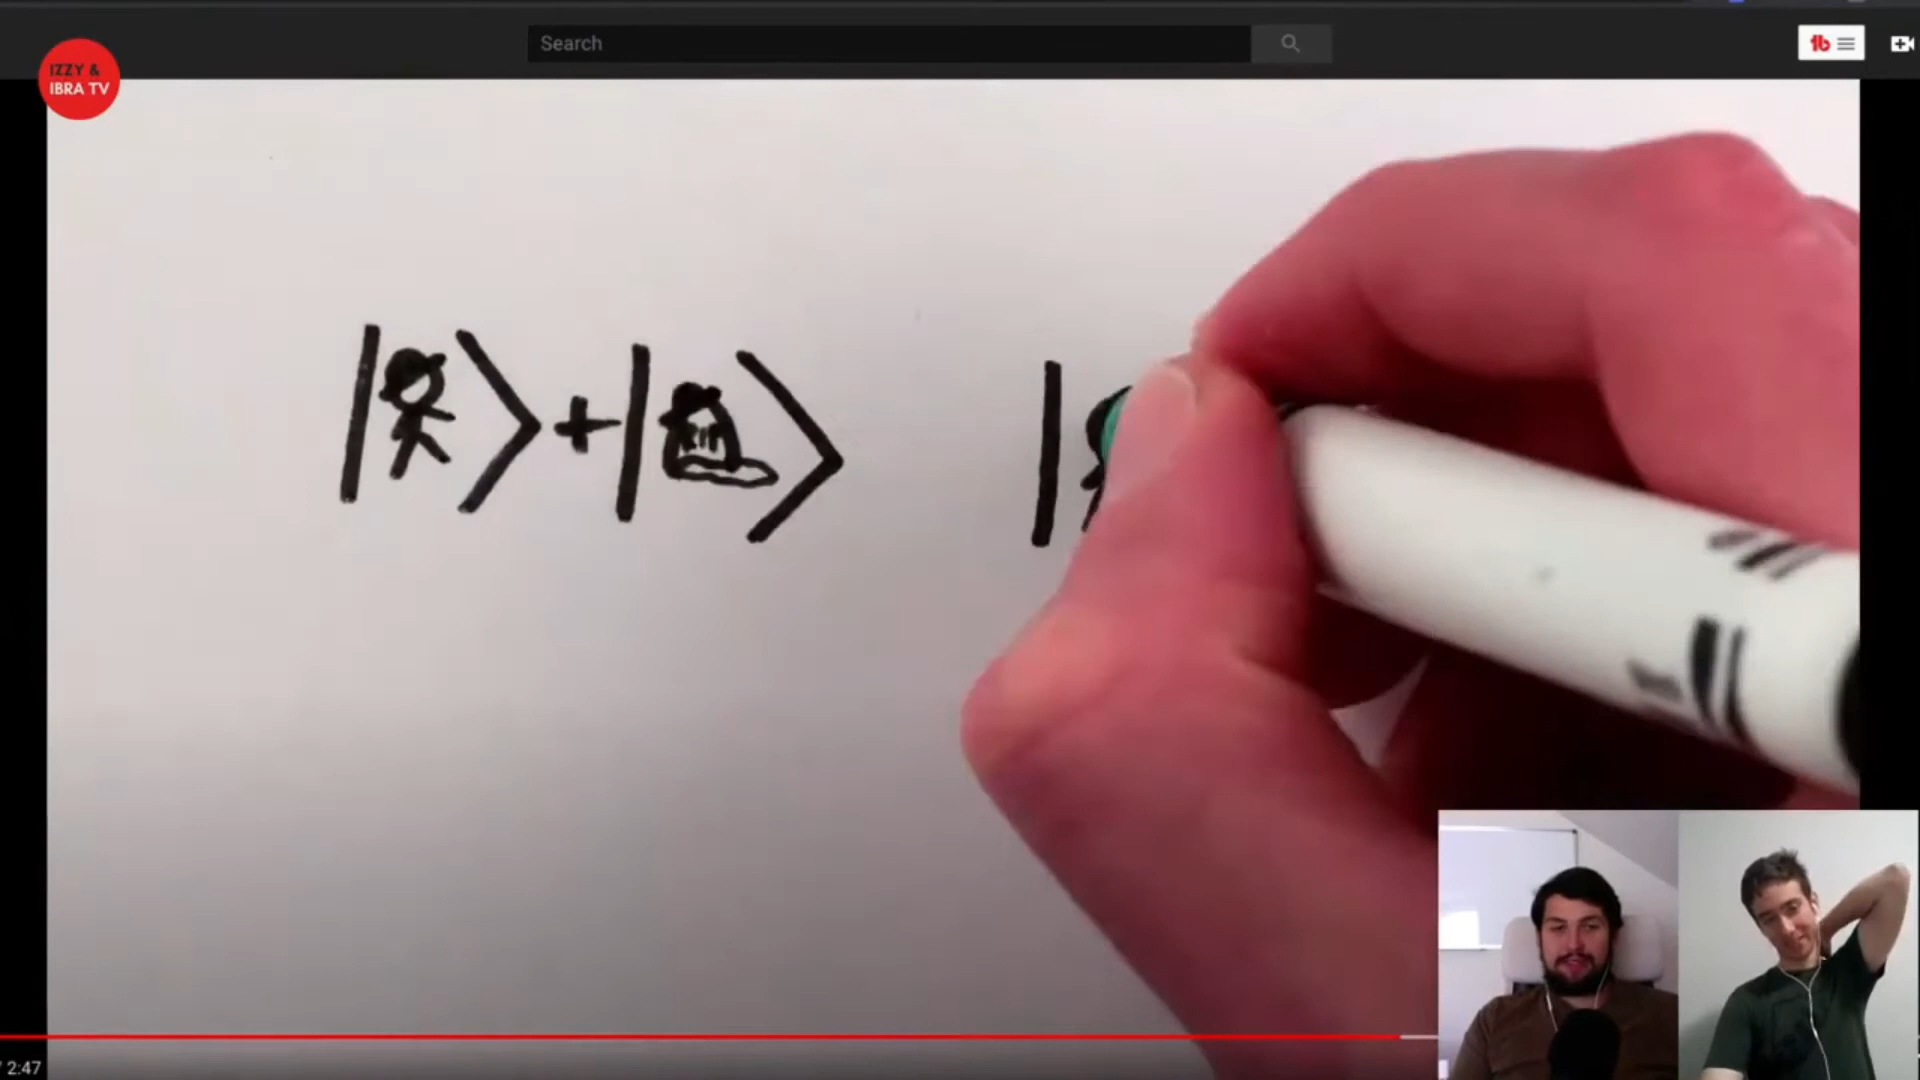 Search
IZZY &
IBRA TV
|
⟩+|
⟩
|
2:47